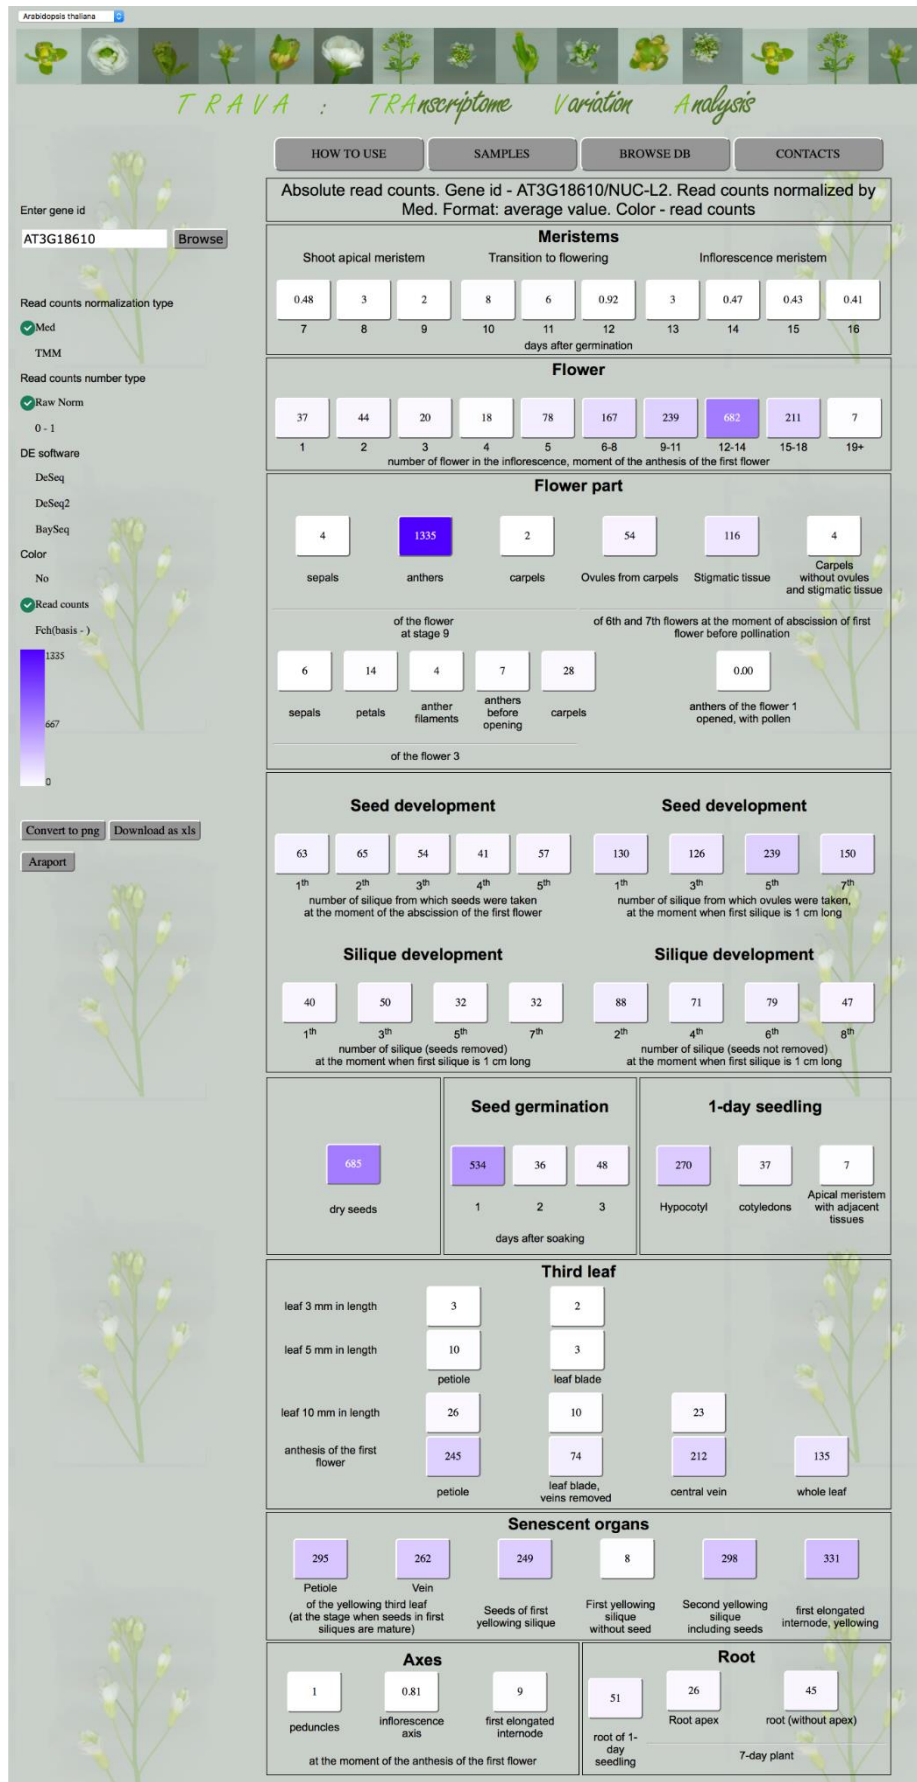 Arabidopsis thaliana
TRAVA : TRAnscriptome Variation Analysis
HOW TO USE
SAMPLES
BROWSE DB
CONTACTS
Absolute read counts. Gene id - AT3G18610/NUC-L2. Read counts normalized by
Med. Format: average value. Color - read counts
Enter gene id
AT3G18610
Browse
Read counts normalization type
Med
TMM
Read counts number type
Raw Norm
0 - 1
DE software
DeSeq
DeSeq2
BaySeq
Color
No
Read counts
Fch(basis - )
1335
667
0
Convert to png
Download as xls
Araport
Meristems
Shoot apical meristem
Transition to flowering
Inflorescence meristem
0.48 3 2 8 6 0.92 3 0.47 0.43 0.41
7 8 9 10 11 12 13 14 15 16
days after germination
Flower
37 44 20 18 78 167 239 682 211 7
1 2 3 4 5 6-8 9-11 12-14 15-18 19+
number of flower in the inflorescence, moment of the anthesis of the first flower
Flower part
4 1335 2 54 116 4
sepals anthers carpels Ovules from carpels Stigmatic tissue
Carpels
without ovules
and stigmatic tissue
of the flower
at stage 9
of 6th and 7th flowers at the moment of abscission of first
flower before pollination
6 14 4 7 28 0.00
sepals
petals
anther
filaments
anthers
before
opening
carpels
anthers of the flower 1
opened, with pollen
of the flower 3
Seed development
63 65 54 41 57
1th 2th 3th 4th 5th
number of silique from which seeds were taken
at the moment of the abscission of the first flower
Seed development
130 126 239 150
1th 3th 5th 7th
number of silique from which ovules were taken,
at the moment when first silique is 1 cm long
Silique development
40 50 32 32
1th 3th 5th 7th
number of silique (seeds removed)
at the moment when first silique is 1 cm long
Silique development
88 71 79 47
2th 4th 6th 8th
number of silique (seeds not removed)
at the moment when first silique is 1 cm long
685
dry seeds
Seed germination
534 36 48
1 2 3
days after soaking
1-day seedling
270 37 7
Hypocotyl
cotyledons
Apical meristem
with adjacent
tissues
Third leaf
leaf 3 mm in length 3 2
leaf 5 mm in length 10 3
petiole leaf blade
leaf 10 mm in length 26 10 23
anthesis of the first
flower
245 74 212 135
petiole
leaf blade,
veins removed
central vein
whole leaf
Senescent organs
295 262 249 8 298 331
Petiole Vein
of the yellowing third leaf
(at the stage when seeds in first
siliques are mature)
Seeds of first
yellowing silique
First yellowing
silique
without seed
Second yellowing
silique
including seeds
first elongated
internode, yellowing
Axes
1 0.81 9
peduncles
inflorescence
axis
first elongated
internode
at the moment of the anthesis of the first flower
Root
51 26 45
root of 1-
day
seedling
Root apex
root (without apex)
7-day plant